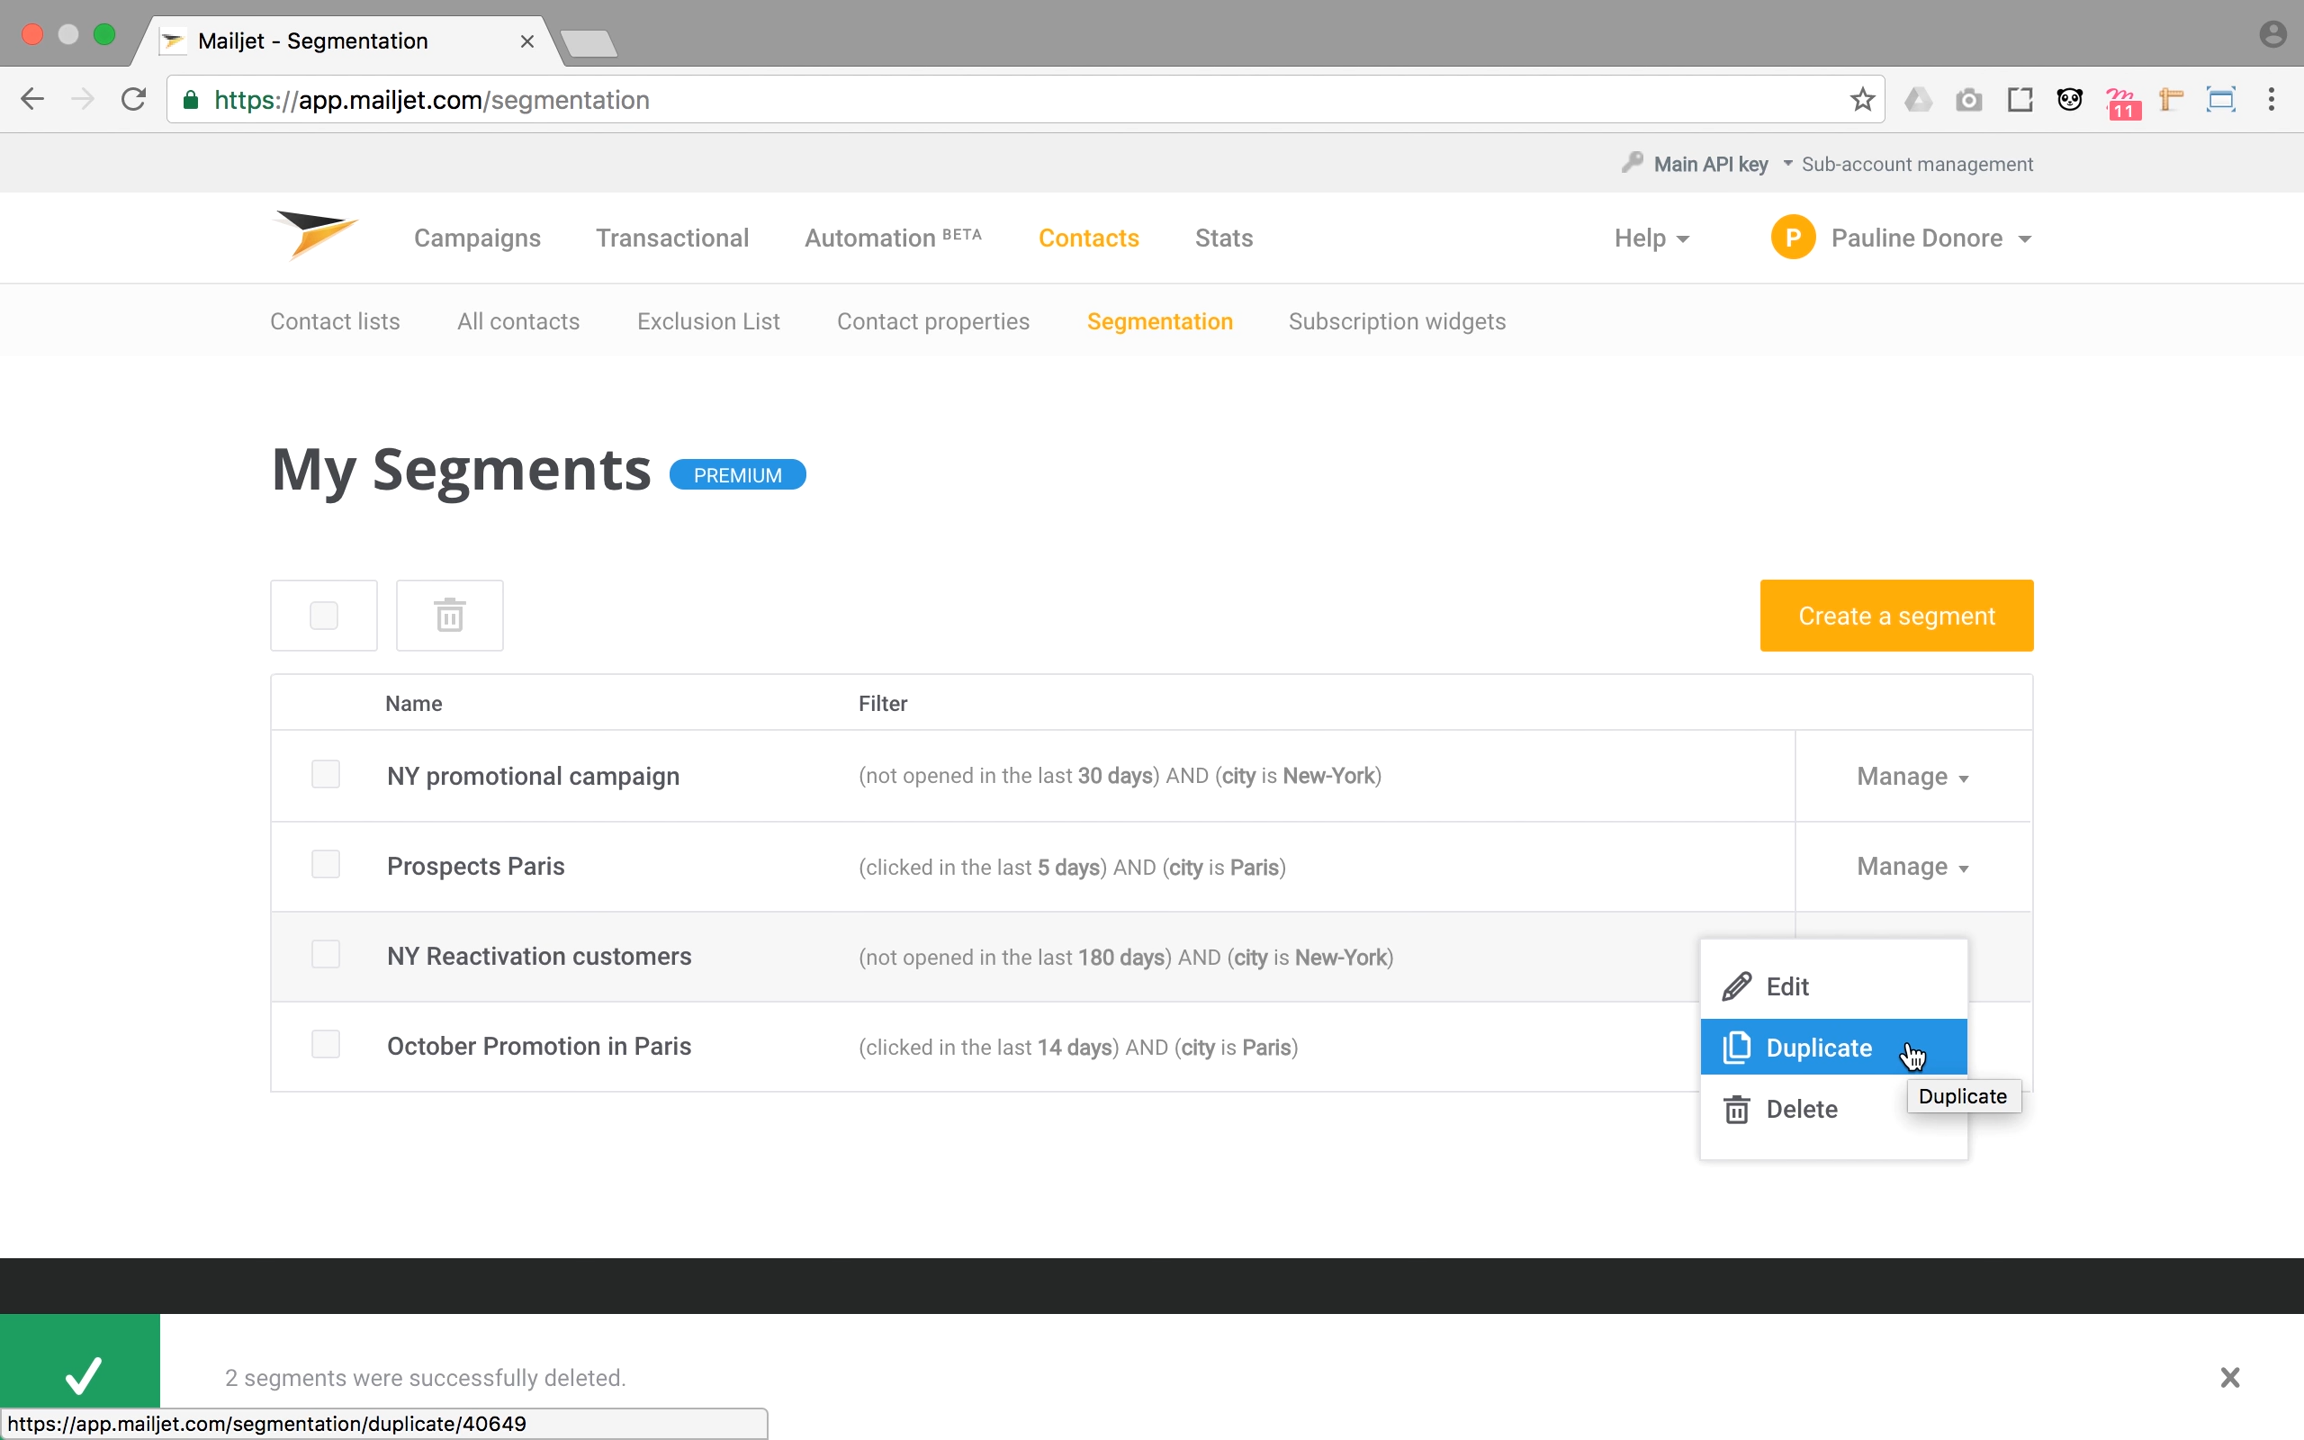 Mailjet - Segmentation
https://app.mailjet.com/segmentation
11
Main API key Sub-account management
Campaigns Transactional Automation BETA Contacts Stats Help P Pauline Donore
Contact lists All contacts Exclusion List Contact properties Segmentation Subscription widgets
My Segments PREMIUM
Create a segment
Name Filter
NY promotional campaign (not opened in the last 30 days) AND (city is New-York) Manage
Prospects Paris (clicked in the last 5 days) AND (city is Paris) Manage
NY Reactivation customers (not opened in the last 180 days) AND (city is New-York)
Edit
October Promotion in Paris (clicked in the last 14 days) AND (city is Paris) Duplicate
Duplicate
Delete
2 segments were successfully deleted.
https://app.mailjet.com/segmentation/duplicate/40649